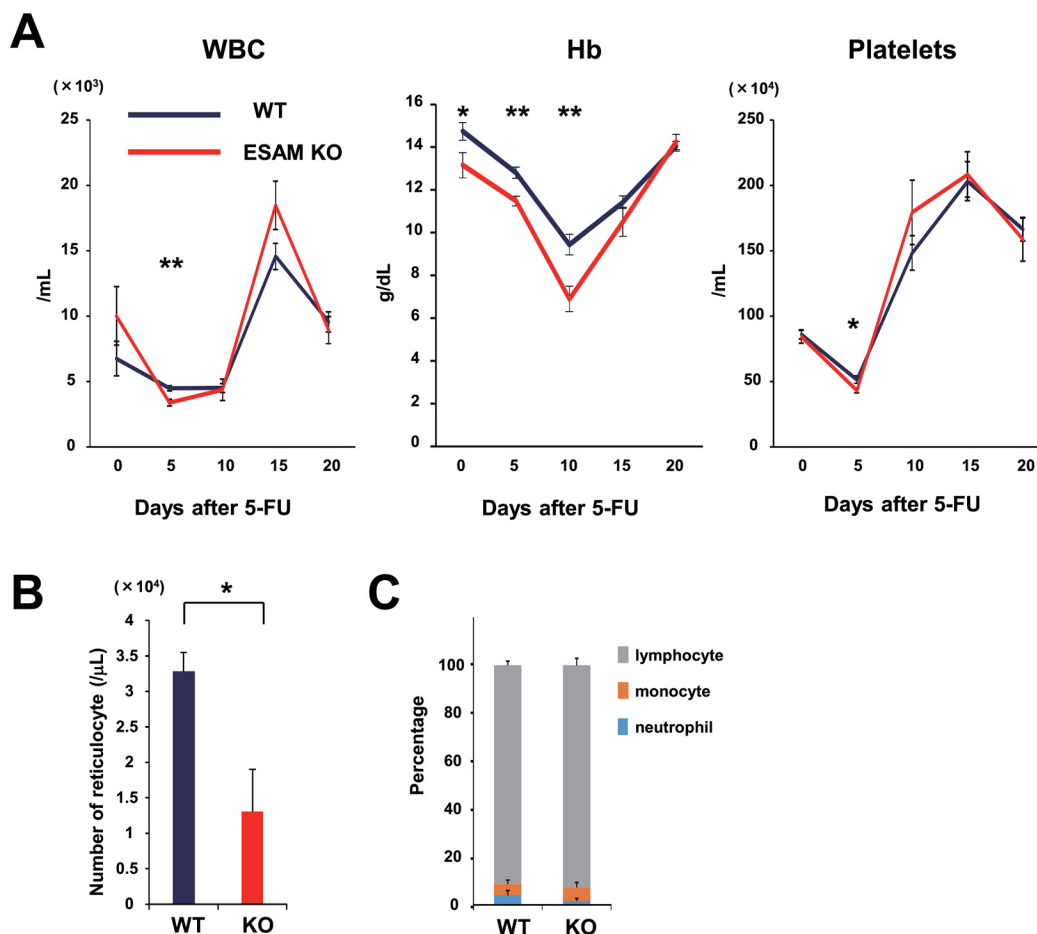 A
WBC
Hb
Platelets
(×10³)
(×10⁴)
WT
ESAM KO
25
20
15
10
5
0
/mL
**
0 5 10 15 20
Days after 5-FU
16
14
12
10
8
6
4
2
0
g/dL
* ** **
0 5 10 15 20
Days after 5-FU
250
200
150
100
50
0
/mL
*
0 5 10 15 20
Days after 5-FU
B
(×10⁴)
*
4
3.5
3
2.5
2
1.5
1
0.5
0
Number of reticulocyte (/μL)
WT KO
C
100
80
60
40
20
0
Percentage
WT KO
lymphocyte
monocyte
neutrophil